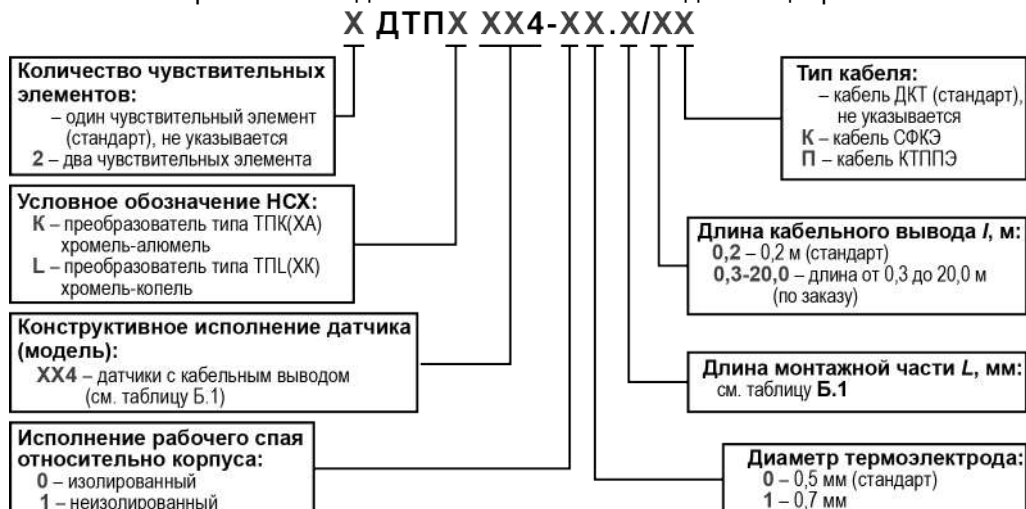 Х ДТПХ ХХ4-ХХ.Х/ХХ
Количество чувствительных
элементов:
– один чувствительный элемент
(стандарт), не указывается
2 – два чувствительных элемента
Условное обозначение НСХ:
К – преобразователь типа ТПК(ХА)
хромель-алюмель
L – преобразователь типа ТПL(ХК)
хромель-копель
Конструктивное исполнение датчика
(модель):
ХХ4 – датчики с кабельным выводом
(см. таблицу Б.1)
Исполнение рабочего спая
относительно корпуса:
0 – изолированный
1 – неизолированный
Тип кабеля:
– кабель ДКТ (стандарт),
не указывается
К – кабель СФКЭ
П – кабель КТППЭ
Длина кабельного вывода l, м:
0,2 – 0,2 м (стандарт)
0,3-20,0 – длина от 0,3 до 20,0 м
(по заказу)
Длина монтажной части L, мм:
см. таблицу Б.1
Диаметр термоэлектрода:
0 – 0,5 мм (стандарт)
1 – 0,7 мм